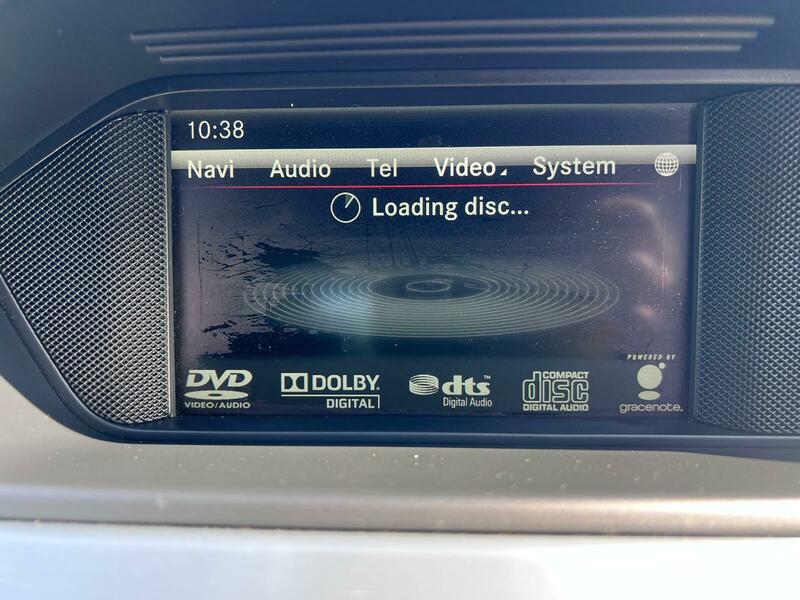 10:38
Navi Audio Tel Video System
Loading disc...
POWERED BY
DVD DOLBY dts™ COMPACT disc gracenote.
VIDEO/AUDIO DIGITAL Digital Audio DIGITAL AUDIO